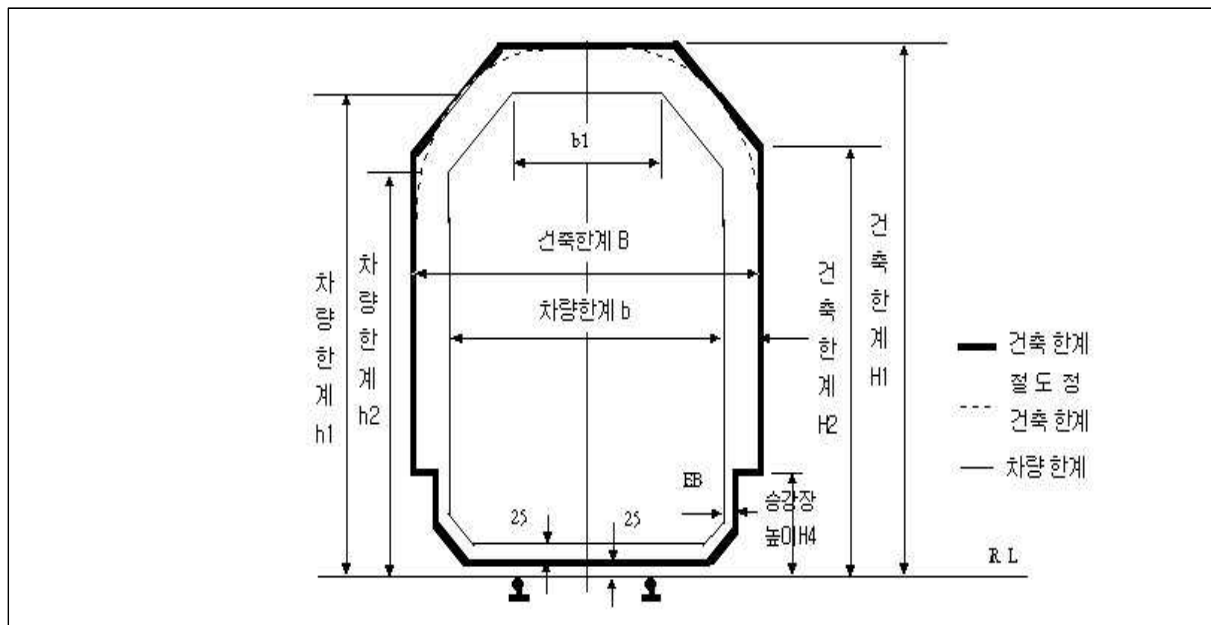 b1
건축한계 B
차량한계 b
차량한계 h1
차량한계 h2
건축한계 H2
건축한계 H1
건축 한계
절 도 정
건축 한계
차량 한계
EB
승강장
높이H4
25
25
R L